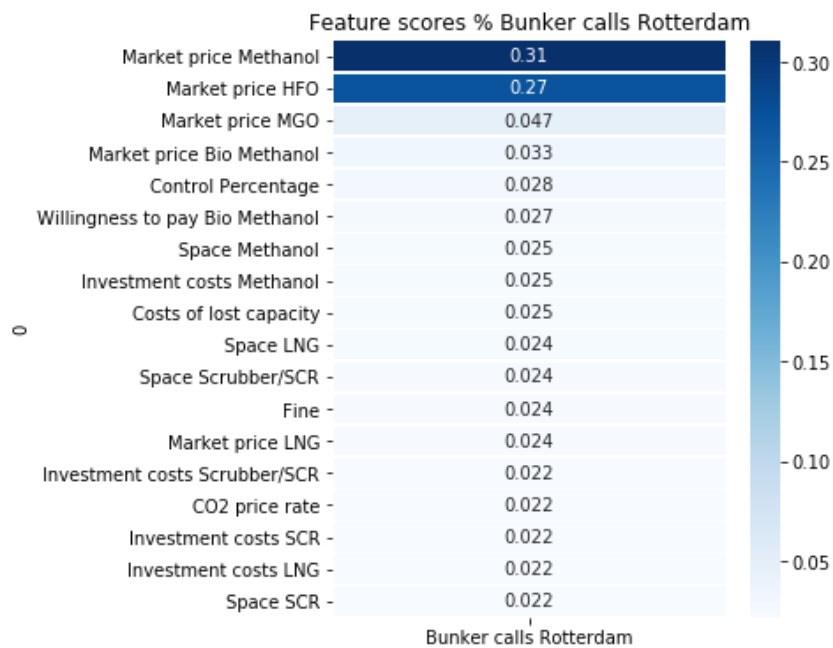 Feature scores % Bunker calls Rotterdam
Market price Methanol 0.31
Market price HFO 0.27
Market price MGO 0.047
Market price Bio Methanol 0.033
Control Percentage 0.028
Willingness to pay Bio Methanol 0.027
Space Methanol 0.025
Investment costs Methanol 0.025
Costs of lost capacity 0.025
Space LNG 0.024
Space Scrubber/SCR 0.024
Fine 0.024
Market price LNG 0.024
Investment costs Scrubber/SCR 0.022
CO2 price rate 0.022
Investment costs SCR 0.022
Investment costs LNG 0.022
Space SCR 0.022
0
Bunker calls Rotterdam
0.30
0.25
0.20
0.15
0.10
0.05